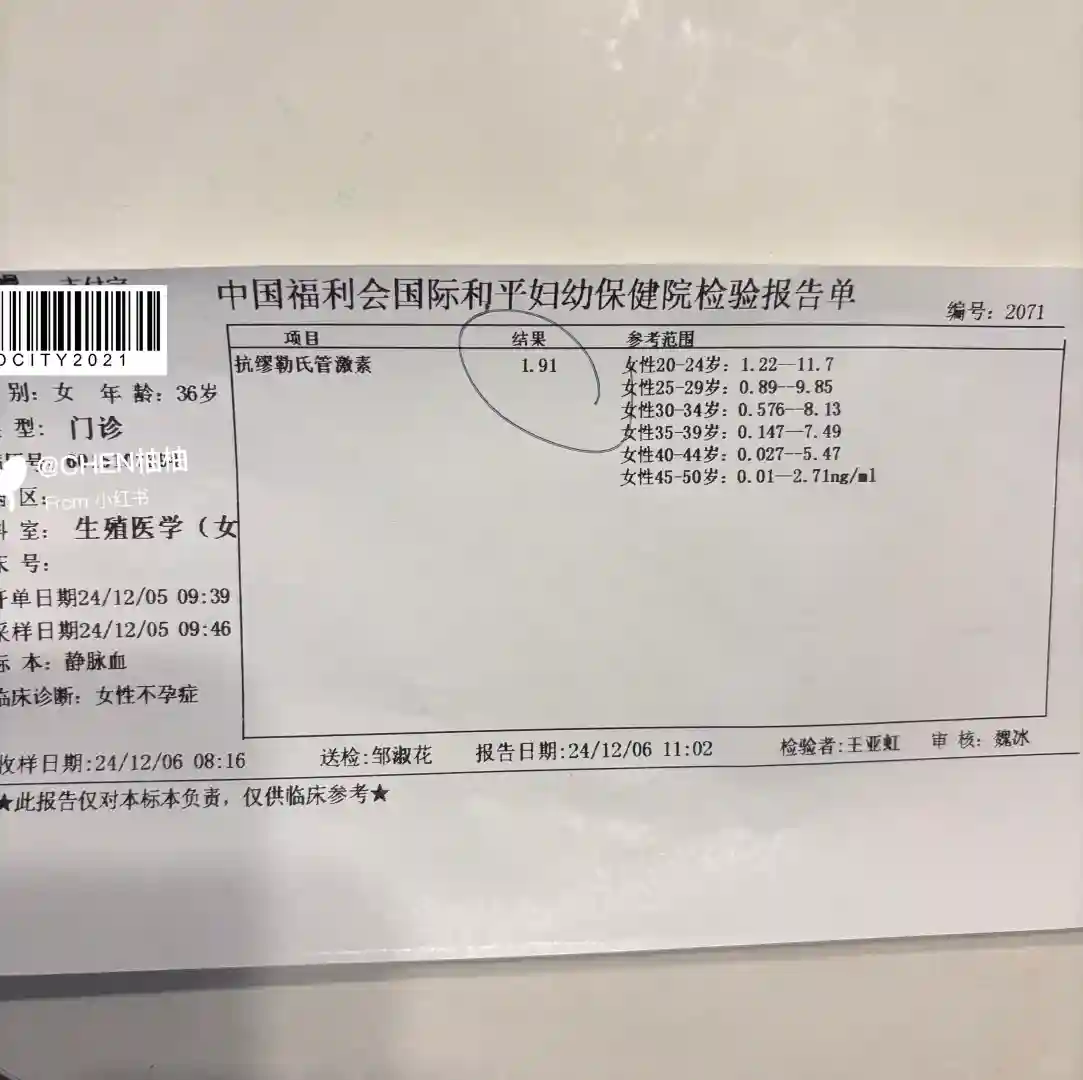 中国福利会国际和平妇幼保健院检验报告单
编号: 2071
OCITY2021
别: 女 年 龄: 36岁
型: 门诊
@CHEN柚柚
区:
From 小红书
室: 生殖医学（女
号:
单日期24/12/05 09:39
样日期24/12/05 09:46
本: 静脉血
临床诊断: 女性不孕症
项目 结果 参考范围
抗缪勒氏管激素 1.91 女性20-24岁: 1.22--11.7
女性25-29岁: 0.89--9.85
女性30-34岁: 0.576--8.13
女性35-39岁: 0.147--7.49
女性40-44岁: 0.027--5.47
女性45-50岁: 0.01--2.71ng/ml
收样日期:24/12/06 08:16 送检:邹淑花 报告日期:24/12/06 11:02 检验者:王亚虹 审 核: 魏冰
★此报告仅对本标本负责，仅供临床参考★